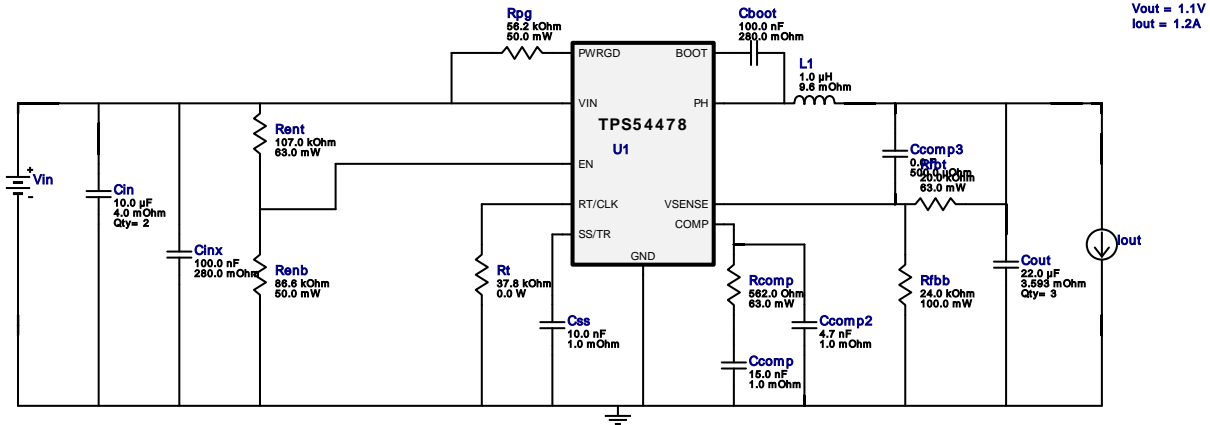 Vout = 1.1V
Iout = 1.2A
Rpg
56.2 kOhm
50.0 mW
Cboot
100.0 nF
280.0 mOhm
PWRGD
BOOT
L1
1.0 µH
9.6 mOhm
VIN
PH
TPS54478
U1
Rent
107.0 kOhm
63.0 mW
EN
Ccomp3
0.0 F
500.0 µOhm
Rfbt
20.0 kOhm
63.0 mW
Vin
+
-
Cin
10.0 µF
4.0 mOhm
Qty= 2
RT/CLK
VSENSE
COMP
SS/TR
GND
Iout
Cinx
100.0 nF
280.0 mOhm
Renb
86.6 kOhm
50.0 mW
Rt
37.8 kOhm
0.0 W
Rcomp
562.0 Ohm
63.0 mW
Rfbb
24.0 kOhm
100.0 mW
Cout
22.0 µF
3.593 mOhm
Qty= 3
Css
10.0 nF
1.0 mOhm
Ccomp2
4.7 nF
1.0 mOhm
Ccomp
15.0 nF
1.0 mOhm